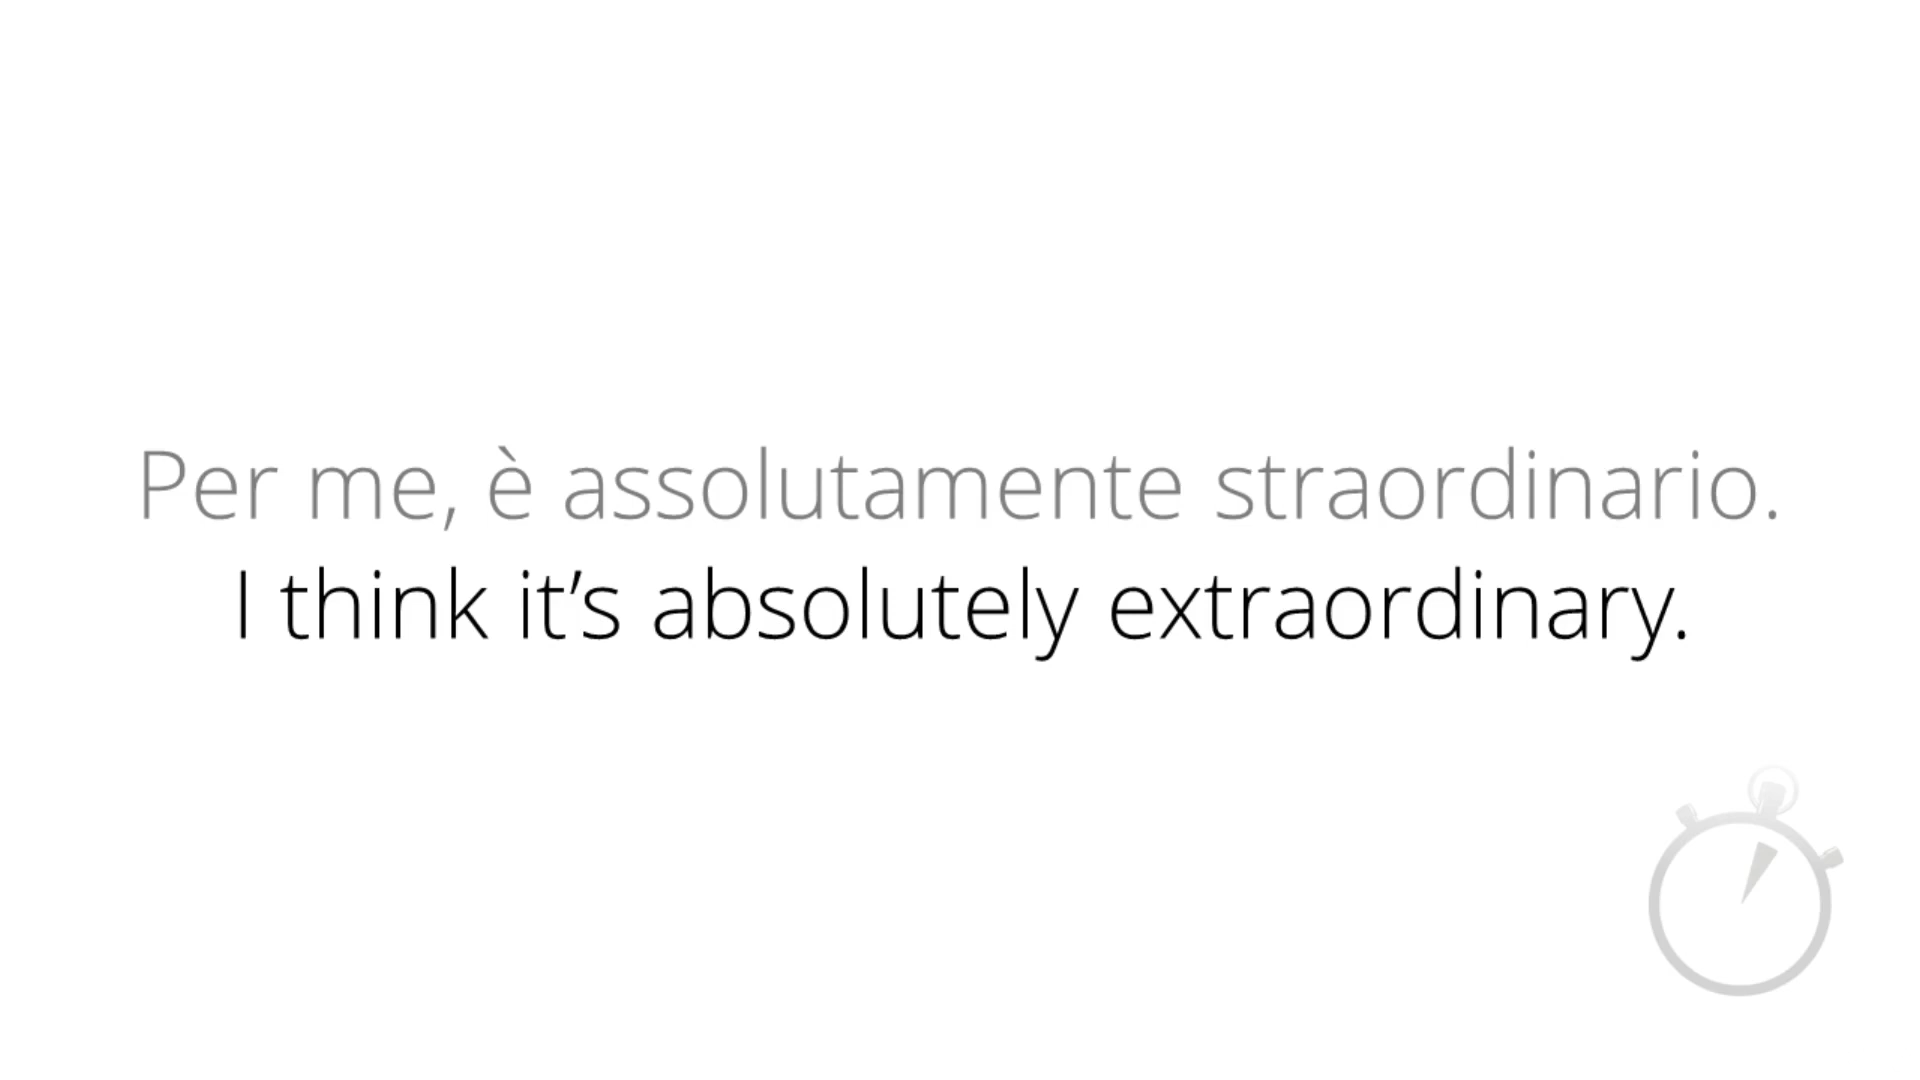 Per me, è assolutamente straordinario.
I think it’s absolutely extraordinary.